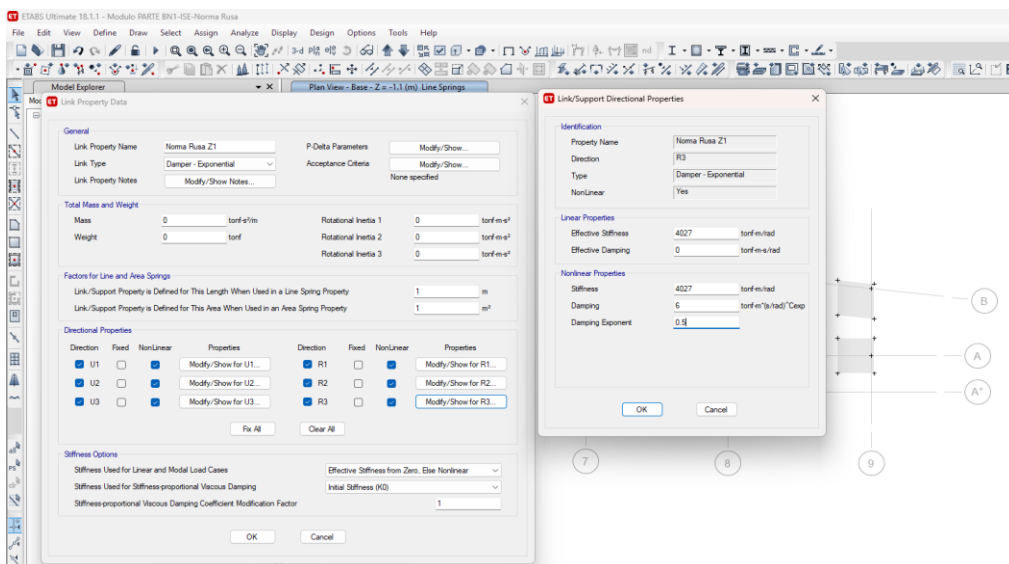 ETABS Ultimate 18.1.1 - Modulo PARTE BN1-ISE-Norma Rusa
File Edit View Define Draw Select Assign Analyze Display Design Options Tools Help
Model Explorer
Plan View - Base - Z = -1.1 (m) Line Springs
Link Property Data
General
Link Property Name Norma Rusa Z1 P-Delta Parameters Modify/Show...
Link Type Damper - Exponential Acceptance Criteria Modify/Show...
None specified
Link Property Notes Modify/Show Notes...
Total Mass and Weight
Mass 0 tonf-s²/m Rotational Inertia 1 0 tonf-m-s²
Weight 0 tonf Rotational Inertia 2 0 tonf-m-s²
Rotational Inertia 3 0 tonf-m-s²
Factors for Line and Area Springs
Link/Support Property is Defined for This Length When Used in a Line Spring Property 1 m
Link/Support Property is Defined for This Area When Used in an Area Spring Property 1 m²
Directional Properties
Direction Fixed NonLinear Properties Direction Fixed NonLinear Properties
U1 Modify/Show for U1... R1 Modify/Show for R1...
U2 Modify/Show for U2... R2 Modify/Show for R2...
U3 Modify/Show for U3... R3 Modify/Show for R3...
Fix All Clear All
Stiffness Options
Stiffness Used for Linear and Modal Load Cases Effective Stiffness from Zero, Else Nonlinear
Stiffness Used for Stiffness-proportional Viscous Damping Initial Stiffness (K0)
Stiffness-proportional Viscous Damping Coefficient Modification Factor 1
OK Cancel
Link/Support Directional Properties
Identification
Property Name Norma Rusa Z1
Direction R3
Type Damper - Exponential
NonLinear Yes
Linear Properties
Effective Stiffness 4027 tonf-m/rad
Effective Damping 0 tonf-m-s/rad
Nonlinear Properties
Stiffness 4027 tonf-m/rad
Damping 6 tonf-m*(s/rad)^Cexp
Damping Exponent 0.5
OK Cancel
B
A
A*
7 8 9